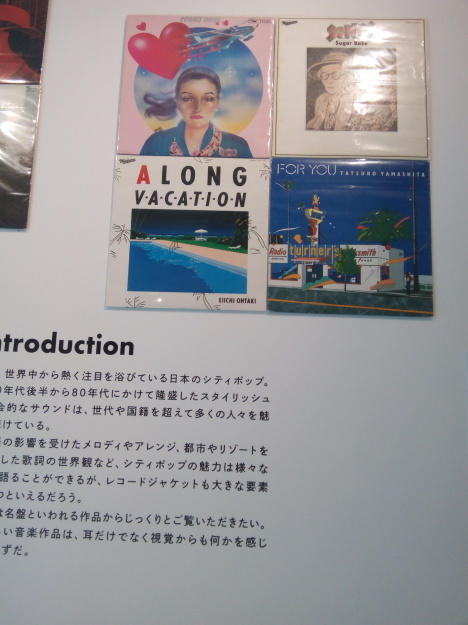 Sugar Babe
A LONG
V·A·C·A·T·I·O·N
EIICHI OHTAKI
FOR YOU TATSURO YAMASHITA
Radio turner's ksmith
ntroduction
世界中から熱く注目を浴びている日本のシティポップ。
年代後半から80年代にかけて隆盛したスタイリッシュ
会的なサウンドは、世代や国籍を超えて多くの人々を魅
けている。
の影響を受けたメロディやアレンジ、都市やリゾートを
した歌詞の世界観など、シティポップの魅力は様々な
語ることができるが、レコードジャケットも大きな要素
つといえるだろう。
は名盤といわれる作品からじっくりとご覧いただきたい。
い音楽作品は、耳だけでなく視覚からも何かを感じ
ずだ。